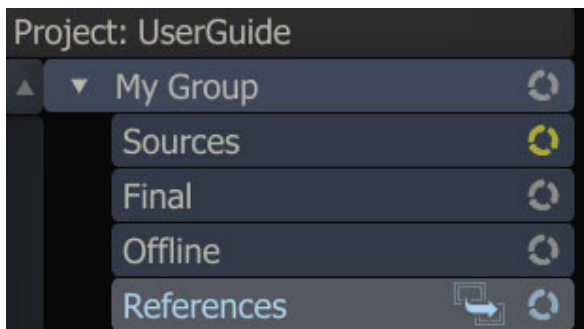 Project: UserGuide
My Group
Sources
Final
Offline
References